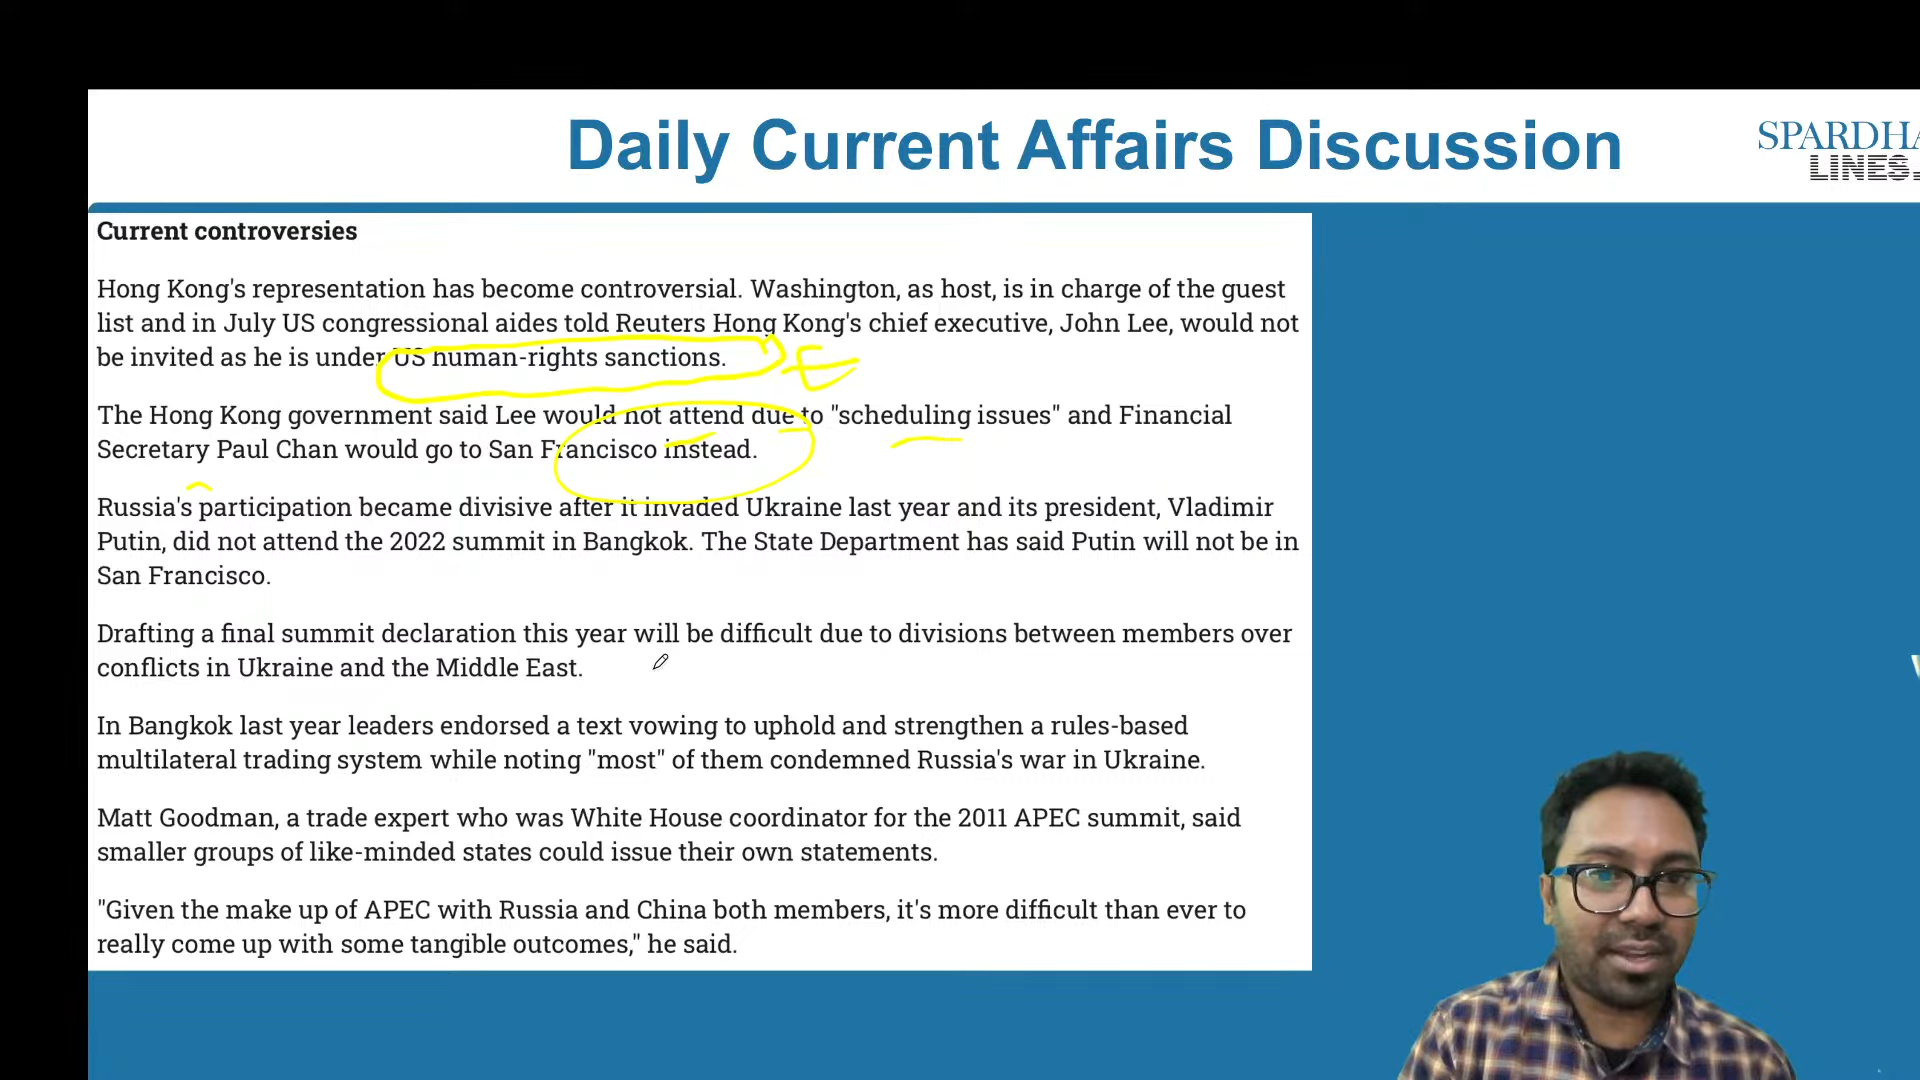 Daily Current Affairs Discussion
SPARDHA
LINES.
Current controversies
Hong Kong's representation has become controversial. Washington, as host, is in charge of the guest
list and in July US congressional aides told Reuters Hong Kong's chief executive, John Lee, would not
be invited as he is under US human-rights sanctions.
The Hong Kong government said Lee would not attend due to "scheduling issues" and Financial
Secretary Paul Chan would go to San Francisco instead.
Russia's participation became divisive after it invaded Ukraine last year and its president, Vladimir
Putin, did not attend the 2022 summit in Bangkok. The State Department has said Putin will not be in
San Francisco.
Drafting a final summit declaration this year will be difficult due to divisions between members over
conflicts in Ukraine and the Middle East.
In Bangkok last year leaders endorsed a text vowing to uphold and strengthen a rules-based
multilateral trading system while noting "most" of them condemned Russia's war in Ukraine.
Matt Goodman, a trade expert who was White House coordinator for the 2011 APEC summit, said
smaller groups of like-minded states could issue their own statements.
"Given the make up of APEC with Russia and China both members, it's more difficult than ever to
really come up with some tangible outcomes," he said.